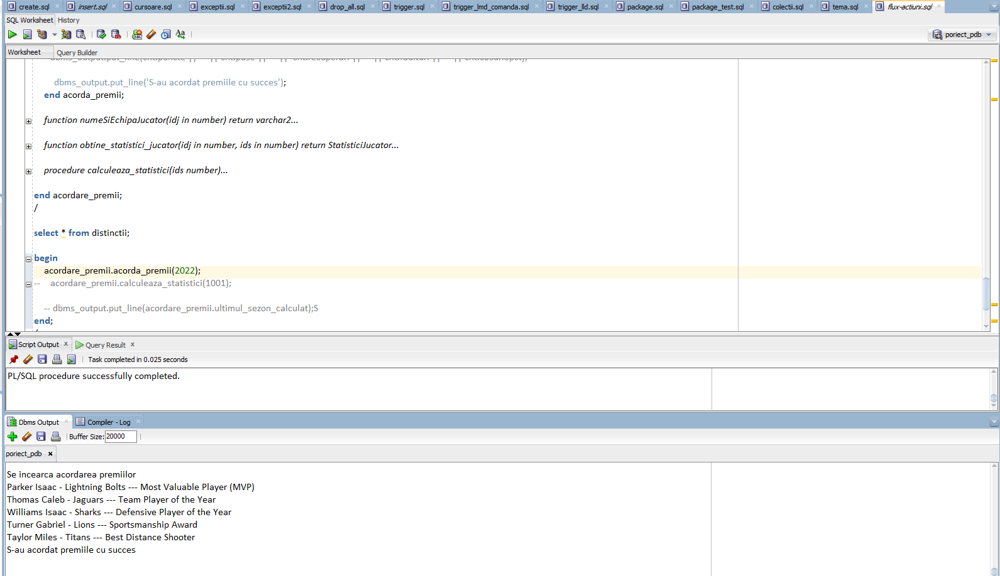 create.sql insert.sql cursoare.sql exceptii.sql exceptii2.sql drop_all.sql trigger.sql trigger_lmd_comanda.sql trigger_lld.sql package.sql package_test.sql colectii.sql tema.sql flux-actiuni.sql
SQL Worksheet History
poriect_pdb
Worksheet Query Builder
dbms_output.put_line('S-au acordat premiile cu succes');
end acorda_premii;
function numeSiEchipaJucator(idj in number) return varchar2...
function obtine_statistici_jucator(idj in number, ids in number) return StatisticiJucator...
procedure calculeaza_statistici(ids number)...
end acordare_premii;
/
select * from distinctii;
begin
acordare_premii.acorda_premii(2022);
-- acordare_premii.calculeaza_statistici(1001);
-- dbms_output.put_line(acordare_premii.ultimul_sezon_calculat);S
end;
Script Output x Query Result x
Task completed in 0.025 seconds
PL/SQL procedure successfully completed.
Dbms Output Compiler - Log
Buffer Size: 20000
poriect_pdb
Se incearca acordarea premiilor
Parker Isaac - Lightning Bolts --- Most Valuable Player (MVP)
Thomas Caleb - Jaguars --- Team Player of the Year
Williams Isaac - Sharks --- Defensive Player of the Year
Turner Gabriel - Lions --- Sportsmanship Award
Taylor Miles - Titans --- Best Distance Shooter
S-au acordat premiile cu succes